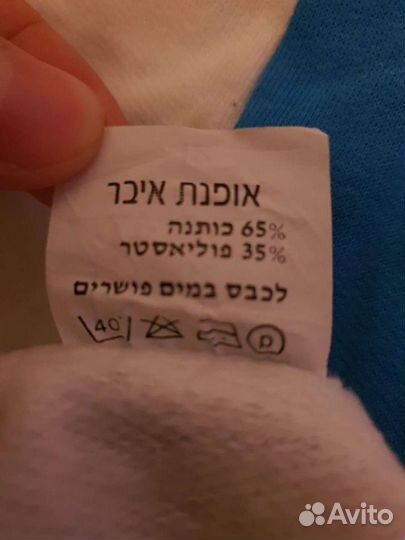 אופנת איבר
65% כותנה
35% פוליאסטר
לכבס במים פושרים
40 P
Avito